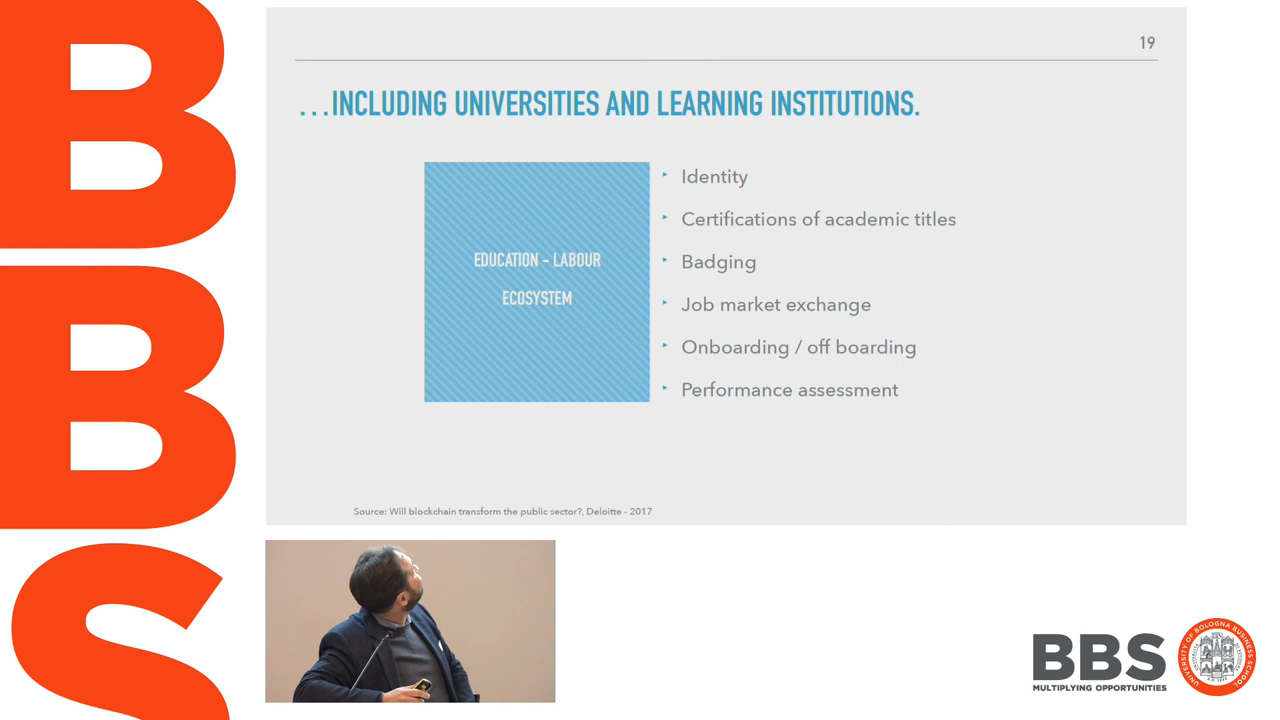 BBS
19
...INCLUDING UNIVERSITIES AND LEARNING INSTITUTIONS.
EDUCATION – LABOUR
ECOSYSTEM
Identity
Certifications of academic titles
Badging
Job market exchange
Onboarding / off boarding
Performance assessment
Source: Will blockchain transform the public sector?, Deloitte - 2017
BBS
MULTIPLYING OPPORTUNITIES
UNIVERSITY OF BOLOGNA BUSINESS SCHOOL